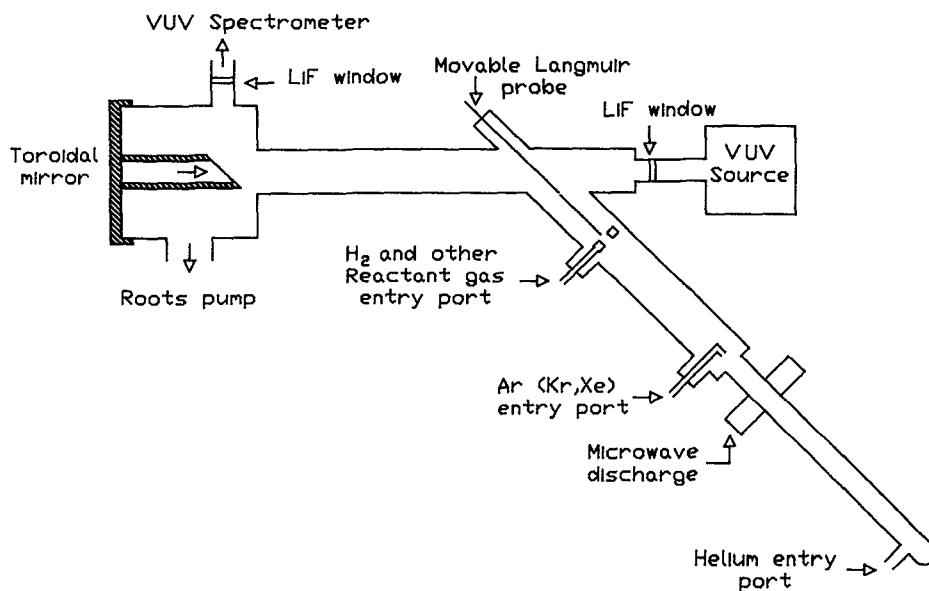 VUV Spectrometer
LiF window
Movable Langmuir
probe
LiF window
Toroidal
mirror
VUV
Source
H₂ and other
Reactant gas
entry port
Roots pump
Ar (Kr,Xe)
entry port
Microwave
discharge
Helium entry
port